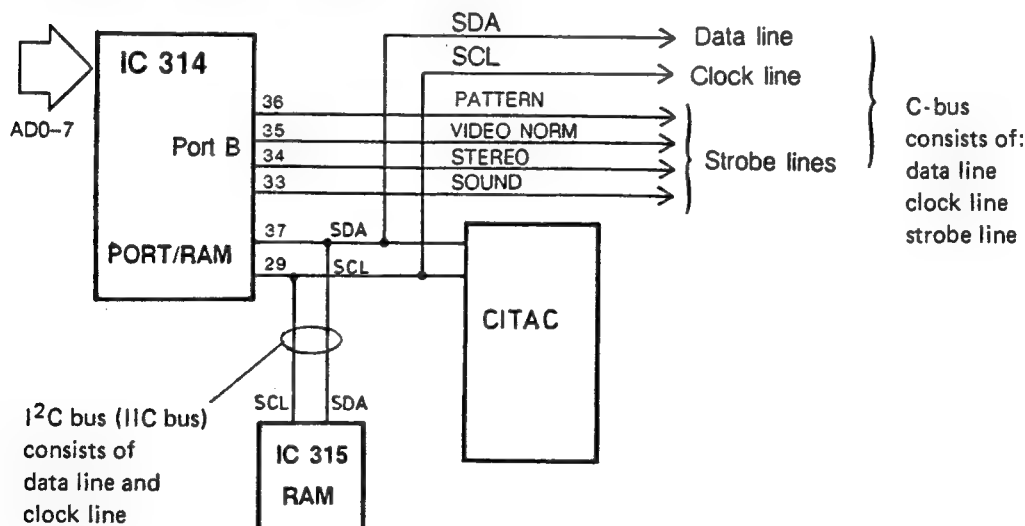 SDA
Data line
IC 314
SCL
Clock line
AD0-7
36 PATTERN
35 VIDEO NORM
Port B
34 STEREO
33 SOUND
Strobe lines
C-bus
consists of:
data line
clock line
strobe line
37 SDA
PORT/RAM
29 SCL
CITAC
I²C bus (IIC bus)
consists of
data line and
clock line
SCL SDA
IC 315
RAM